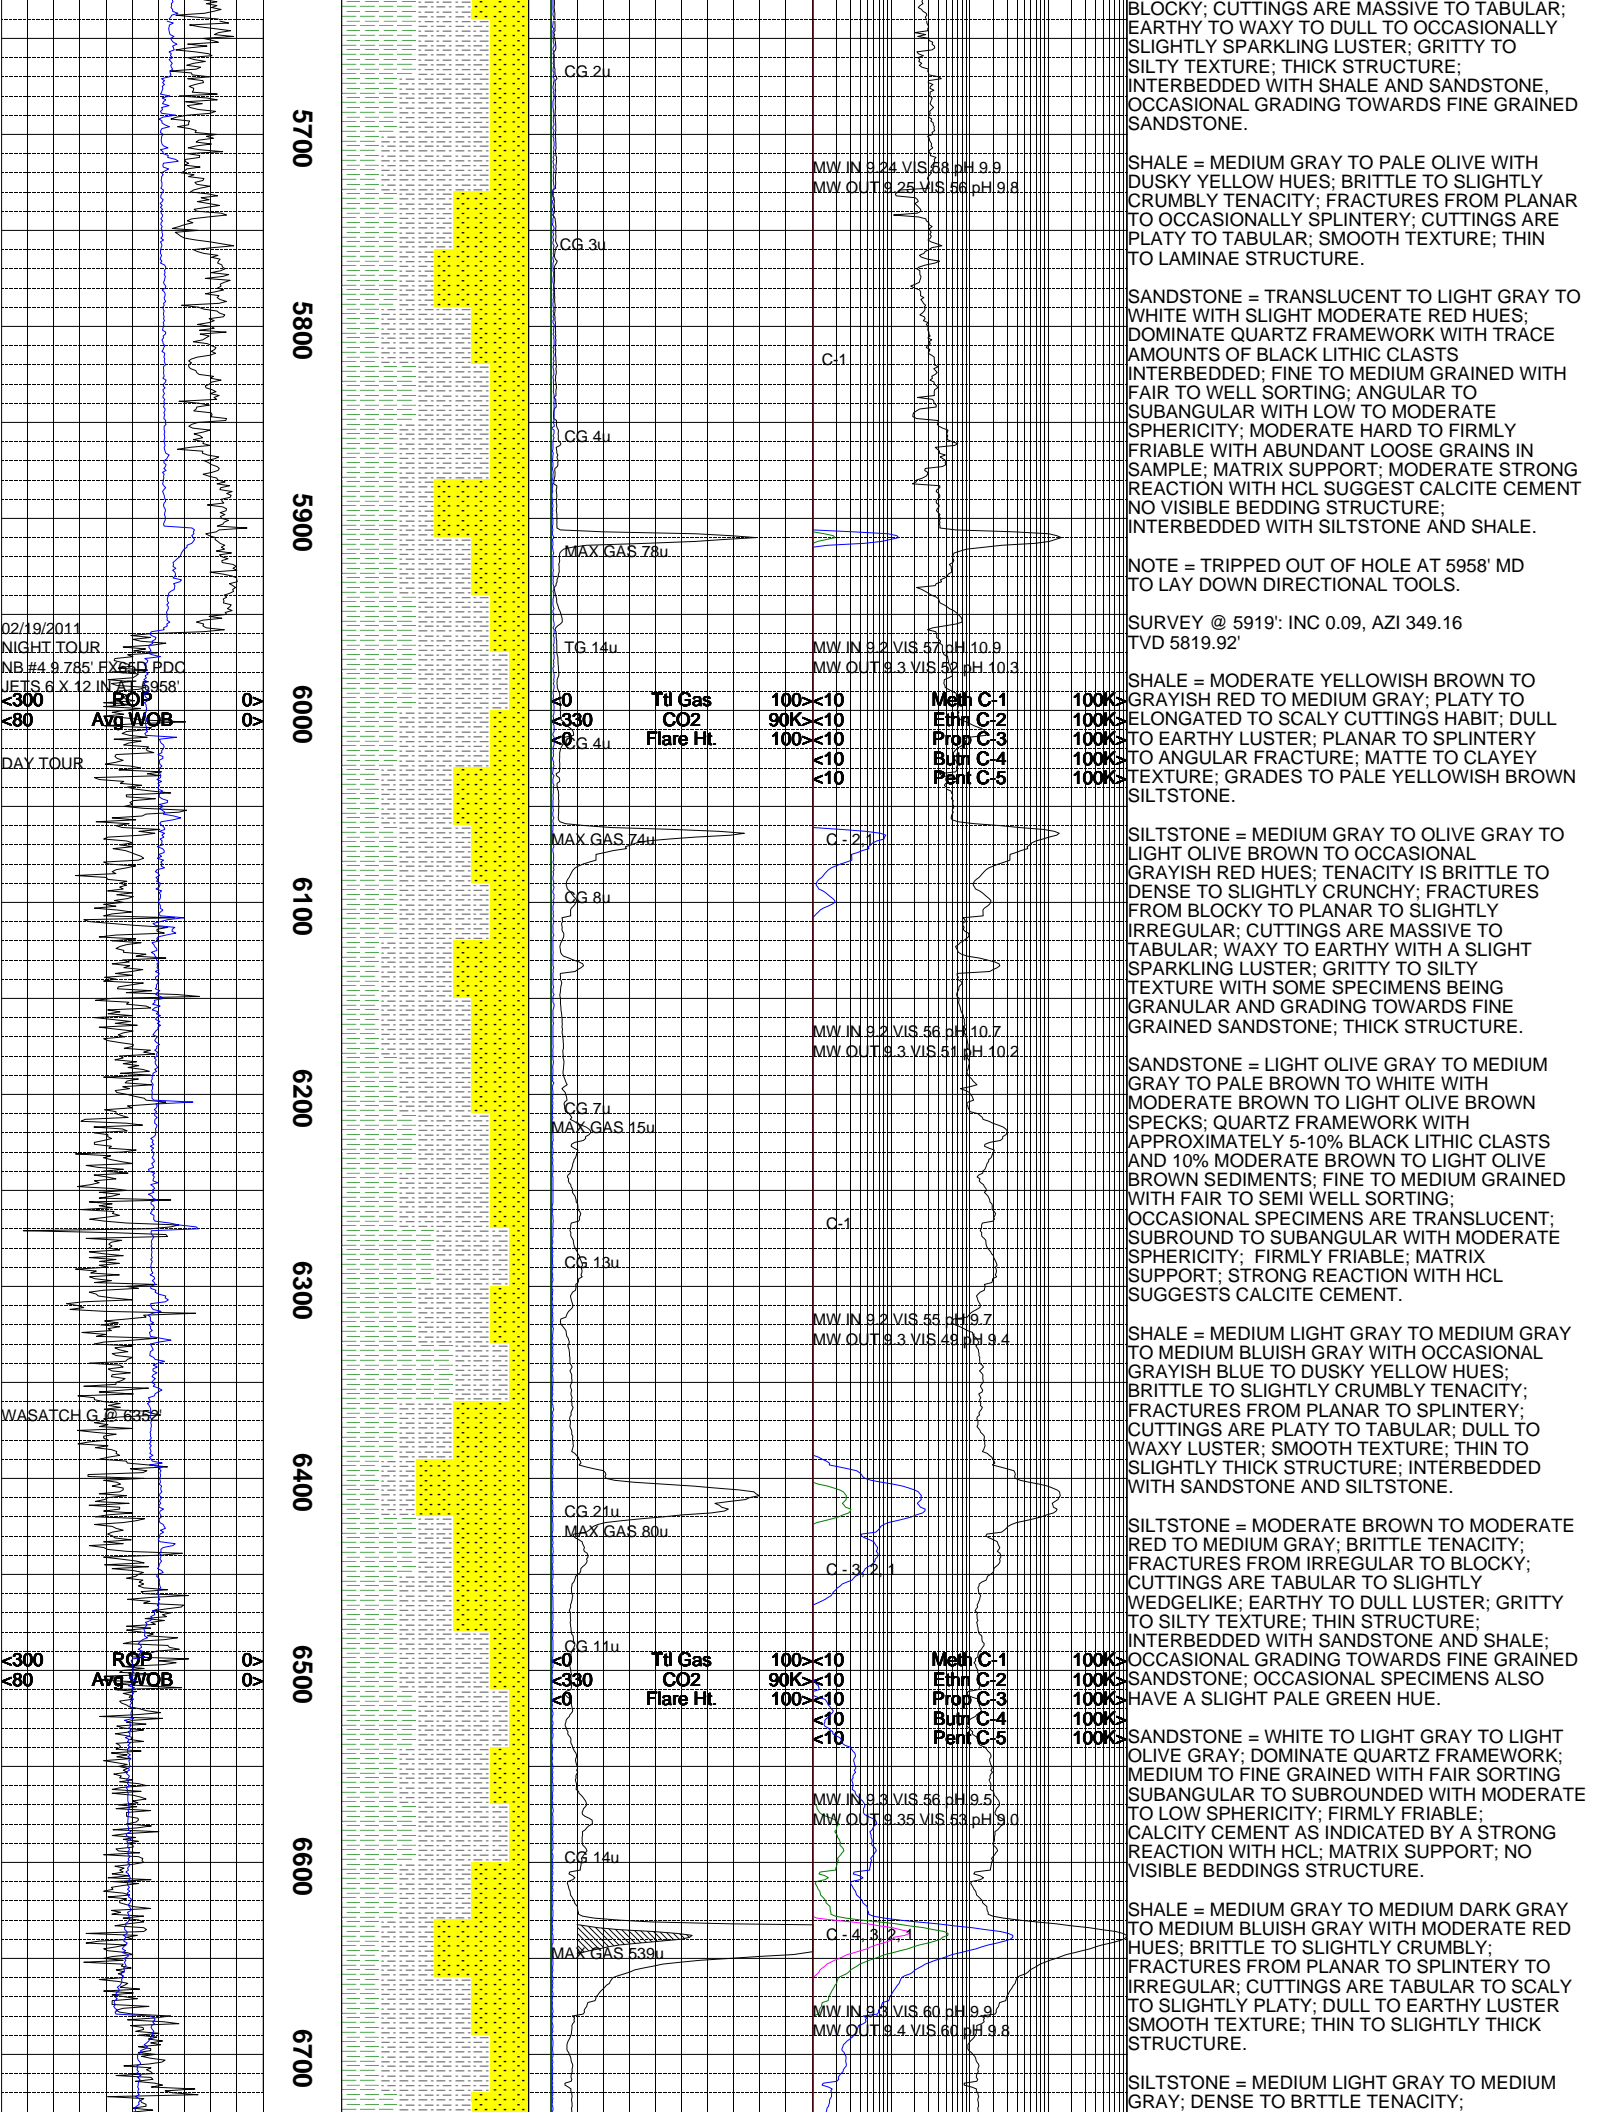 02/19/2011
NIGHT TOUR
NB #4 9.785' FX65D PDC
JETS 6 X 12 IN AT 5958'
<300 ROP 0>
<80 Avg WOB 0>
DAY TOUR
WASATCH G @ 6352'
<300 ROP 0>
<80 Avg WOB 0>
5700
5800
5900
6000
6100
6200
6300
6400
6500
6600
6700
CG 2u
CG 3u
CG 4u
MAX GAS 78u
TG 14u
<0 Ttl Gas 100>
<330 CO2 90K>
<0 Flare Ht. 100>
CG 4u
MAX GAS 74u
CG 8u
CG 7u
MAX GAS 15u
CG 13u
CG 21u
MAX GAS 80u
CG 11u
<0 Ttl Gas 100>
<330 CO2 90K>
<0 Flare Ht. 100>
CG 14u
MAX GAS 539u
MW IN 9.24 VIS 58 pH 9.9
MW OUT 9.25 VIS 56 pH 9.8
C-1
MW IN 9.2 VIS 57 pH 10.9
MW OUT 9.3 VIS 52 pH 10.3
<10 Meth C-1 100K>
<10 Ethn C-2 100K>
<10 Prop C-3 100K>
<10 Butn C-4 100K>
<10 Pent C-5 100K>
C - 2,1
MW IN 9.2 VIS 56 pH 10.7
MW OUT 9.3 VIS 51 pH 10.2
C-1
MW IN 9.2 VIS 55 pH 9.7
MW OUT 9.3 VIS 49 pH 9.4
C - 3, 2, 1
<10 Meth C-1 100K>
<10 Ethn C-2 100K>
<10 Prop C-3 100K>
<10 Butn C-4 100K>
<10 Pent C-5 100K>
MW IN 9.3 VIS 56 pH 9.5
MW OUT 9.35 VIS 53 pH 9.0
C - 4, 3, 2, 1
MW IN 9.3 VIS 60 pH 9.9
MW OUT 9.4 VIS 60 pH 9.8
BLOCKY; CUTTINGS ARE MASSIVE TO TABULAR;
EARTHY TO WAXY TO DULL TO OCCASIONALLY
SLIGHTLY SPARKLING LUSTER; GRITTY TO
SILTY TEXTURE; THICK STRUCTURE;
INTERBEDDED WITH SHALE AND SANDSTONE,
OCCASIONAL GRADING TOWARDS FINE GRAINED
SANDSTONE.
SHALE = MEDIUM GRAY TO PALE OLIVE WITH
DUSKY YELLOW HUES; BRITTLE TO SLIGHTLY
CRUMBLY TENACITY; FRACTURES FROM PLANAR
TO OCCASIONALLY SPLINTERY; CUTTINGS ARE
PLATY TO TABULAR; SMOOTH TEXTURE; THIN
TO LAMINAE STRUCTURE.
SANDSTONE = TRANSLUCENT TO LIGHT GRAY TO
WHITE WITH SLIGHT MODERATE RED HUES;
DOMINATE QUARTZ FRAMEWORK WITH TRACE
AMOUNTS OF BLACK LITHIC CLASTS
INTERBEDDED; FINE TO MEDIUM GRAINED WITH
FAIR TO WELL SORTING; ANGULAR TO
SUBANGULAR WITH LOW TO MODERATE
SPHERICITY; MODERATE HARD TO FIRMLY
FRIABLE WITH ABUNDANT LOOSE GRAINS IN
SAMPLE; MATRIX SUPPORT; MODERATE STRONG
REACTION WITH HCL SUGGEST CALCITE CEMENT
NO VISIBLE BEDDING STRUCTURE;
INTERBEDDED WITH SILTSTONE AND SHALE.
NOTE = TRIPPED OUT OF HOLE AT 5958' MD
TO LAY DOWN DIRECTIONAL TOOLS.
SURVEY @ 5919': INC 0.09, AZI 349.16
TVD 5819.92'
SHALE = MODERATE YELLOWISH BROWN TO
GRAYISH RED TO MEDIUM GRAY; PLATY TO
ELONGATED TO SCALY CUTTINGS HABIT; DULL
TO EARTHY LUSTER; PLANAR TO SPLINTERY
TO ANGULAR FRACTURE; MATTE TO CLAYEY
TEXTURE; GRADES TO PALE YELLOWISH BROWN
SILTSTONE.
SILTSTONE = MEDIUM GRAY TO OLIVE GRAY TO
LIGHT OLIVE BROWN TO OCCASIONAL
GRAYISH RED HUES; TENACITY IS BRITTLE TO
DENSE TO SLIGHTLY CRUNCHY; FRACTURES
FROM BLOCKY TO PLANAR TO SLIGHTLY
IRREGULAR; CUTTINGS ARE MASSIVE TO
TABULAR; WAXY TO EARTHY WITH A SLIGHT
SPARKLING LUSTER; GRITTY TO SILTY
TEXTURE WITH SOME SPECIMENS BEING
GRANULAR AND GRADING TOWARDS FINE
GRAINED SANDSTONE; THICK STRUCTURE.
SANDSTONE = LIGHT OLIVE GRAY TO MEDIUM
GRAY TO PALE BROWN TO WHITE WITH
MODERATE BROWN TO LIGHT OLIVE BROWN
SPECKS; QUARTZ FRAMEWORK WITH
APPROXIMATELY 5-10% BLACK LITHIC CLASTS
AND 10% MODERATE BROWN TO LIGHT OLIVE
BROWN SEDIMENTS; FINE TO MEDIUM GRAINED
WITH FAIR TO SEMI WELL SORTING;
OCCASIONAL SPECIMENS ARE TRANSLUCENT;
SUBROUND TO SUBANGULAR WITH MODERATE
SPHERICITY; FIRMLY FRIABLE; MATRIX
SUPPORT; STRONG REACTION WITH HCL
SUGGESTS CALCITE CEMENT.
SHALE = MEDIUM LIGHT GRAY TO MEDIUM GRAY
TO MEDIUM BLUISH GRAY WITH OCCASIONAL
GRAYISH BLUE TO DUSKY YELLOW HUES;
BRITTLE TO SLIGHTLY CRUMBLY TENACITY;
FRACTURES FROM PLANAR TO SPLINTERY;
CUTTINGS ARE PLATY TO TABULAR; DULL TO
WAXY LUSTER; SMOOTH TEXTURE; THIN TO
SLIGHTLY THICK STRUCTURE; INTERBEDDED
WITH SANDSTONE AND SILTSTONE.
SILTSTONE = MODERATE BROWN TO MODERATE
RED TO MEDIUM GRAY; BRITTLE TENACITY;
FRACTURES FROM IRREGULAR TO BLOCKY;
CUTTINGS ARE TABULAR TO SLIGHTLY
WEDGELIKE; EARTHY TO DULL LUSTER; GRITTY
TO SILTY TEXTURE; THIN STRUCTURE;
INTERBEDDED WITH SANDSTONE AND SHALE;
OCCASIONAL GRADING TOWARDS FINE GRAINED
SANDSTONE; OCCASIONAL SPECIMENS ALSO
HAVE A SLIGHT PALE GREEN HUE.
SANDSTONE = WHITE TO LIGHT GRAY TO LIGHT
OLIVE GRAY; DOMINATE QUARTZ FRAMEWORK;
MEDIUM TO FINE GRAINED WITH FAIR SORTING
SUBANGULAR TO SUBROUNDED WITH MODERATE
TO LOW SPHERICITY; FIRMLY FRIABLE;
CALCITY CEMENT AS INDICATED BY A STRONG
REACTION WITH HCL; MATRIX SUPPORT; NO
VISIBLE BEDDINGS STRUCTURE.
SHALE = MEDIUM GRAY TO MEDIUM DARK GRAY
TO MEDIUM BLUISH GRAY WITH MODERATE RED
HUES; BRITTLE TO SLIGHTLY CRUMBLY;
FRACTURES FROM PLANAR TO SPLINTERY TO
IRREGULAR; CUTTINGS ARE TABULAR TO SCALY
TO SLIGHTLY PLATY; DULL TO EARTHY LUSTER
SMOOTH TEXTURE; THIN TO SLIGHTLY THICK
STRUCTURE.
SILTSTONE = MEDIUM LIGHT GRAY TO MEDIUM
GRAY; DENSE TO BRTTLE TENACITY;